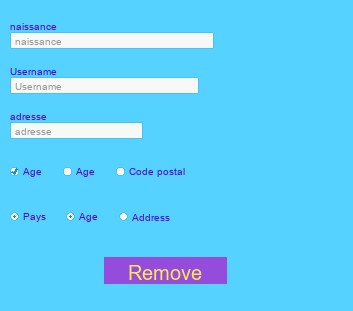 naissance
naissance
Username
Username
adresse
adresse
Age Age Code postal
Pays Age Address
Remove